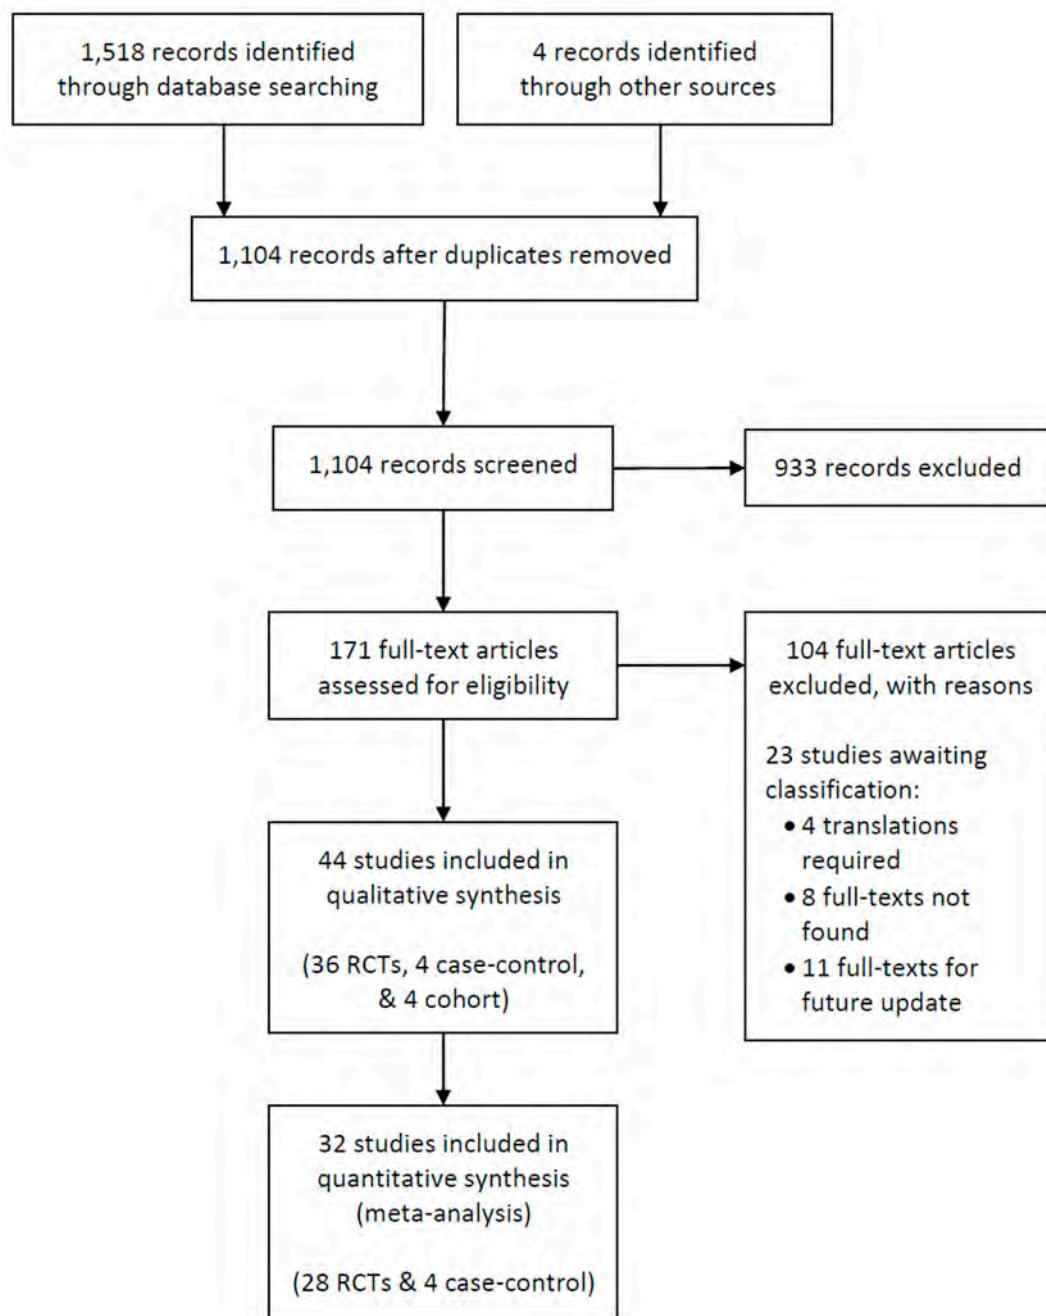 1,518 records identified
through database searching
4 records identified
through other sources
1,104 records after duplicates removed
1,104 records screened
933 records excluded
171 full-text articles
assessed for eligibility
104 full-text articles
excluded, with reasons
23 studies awaiting
classification:
• 4 translations
required
• 8 full-texts not
found
• 11 full-texts for
future update
44 studies included in
qualitative synthesis
(36 RCTs, 4 case-control,
& 4 cohort)
32 studies included in
quantitative synthesis
(meta-analysis)
(28 RCTs & 4 case-control)